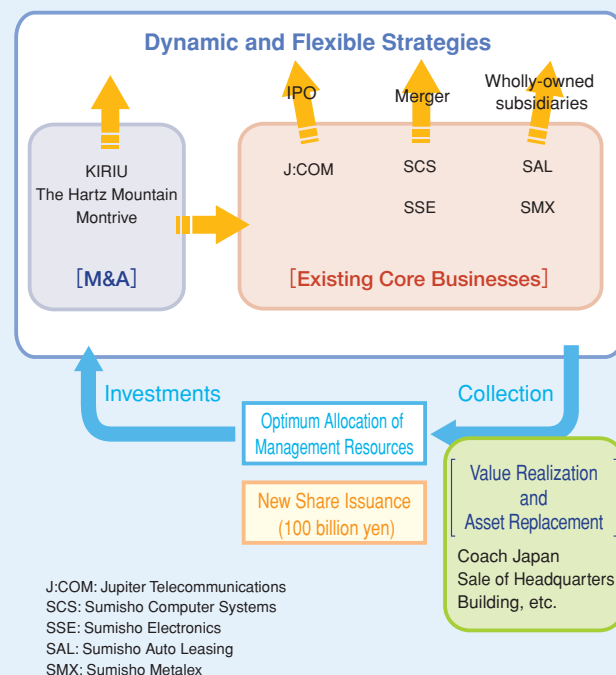 Dynamic and Flexible Strategies
IPO
Merger
Wholly-owned
subsidiaries
KIRIU
The Hartz Mountain
Montrive
[M&A]
J:COM
SCS
SAL
SSE
SMX
[Existing Core Businesses]
Investments
Collection
Optimum Allocation of
Management Resources
New Share Issuance
(100 billion yen)
Value Realization
and
Asset Replacement
Coach Japan
Sale of Headquarters
Building, etc.
J:COM: Jupiter Telecommunications
SCS: Sumisho Computer Systems
SSE: Sumisho Electronics
SAL: Sumisho Auto Leasing
SMX: Sumisho Metalex